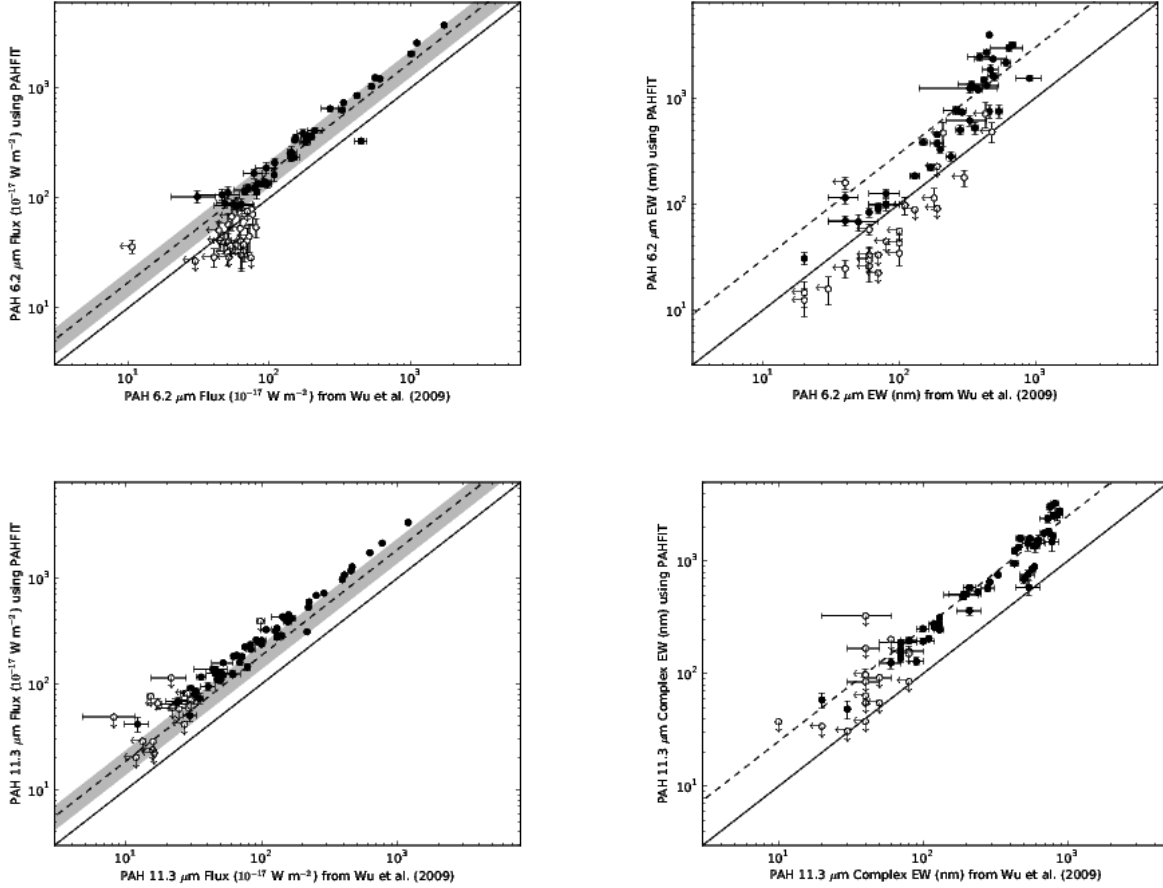 PAH 6.2 μm Flux (10⁻¹⁷ W m⁻²) using PAHFIT
10³
10²
10¹
10¹ 10² 10³
PAH 6.2 μm Flux (10⁻¹⁷ W m⁻²) from Wu et al. (2009)
PAH 6.2 μm EW (nm) using PAHFIT
10³
10²
10¹
10¹ 10² 10³
PAH 6.2 μm EW (nm) from Wu et al. (2009)
PAH 11.3 μm Flux (10⁻¹⁷ W m⁻²) using PAHFIT
10³
10²
10¹
10¹ 10² 10³
PAH 11.3 μm Flux (10⁻¹⁷ W m⁻²) from Wu et al. (2009)
PAH 11.3 μm Complex EW (nm) using PAHFIT
10³
10²
10¹
10¹ 10² 10³
PAH 11.3 μm Complex EW (nm) from Wu et al. (2009)